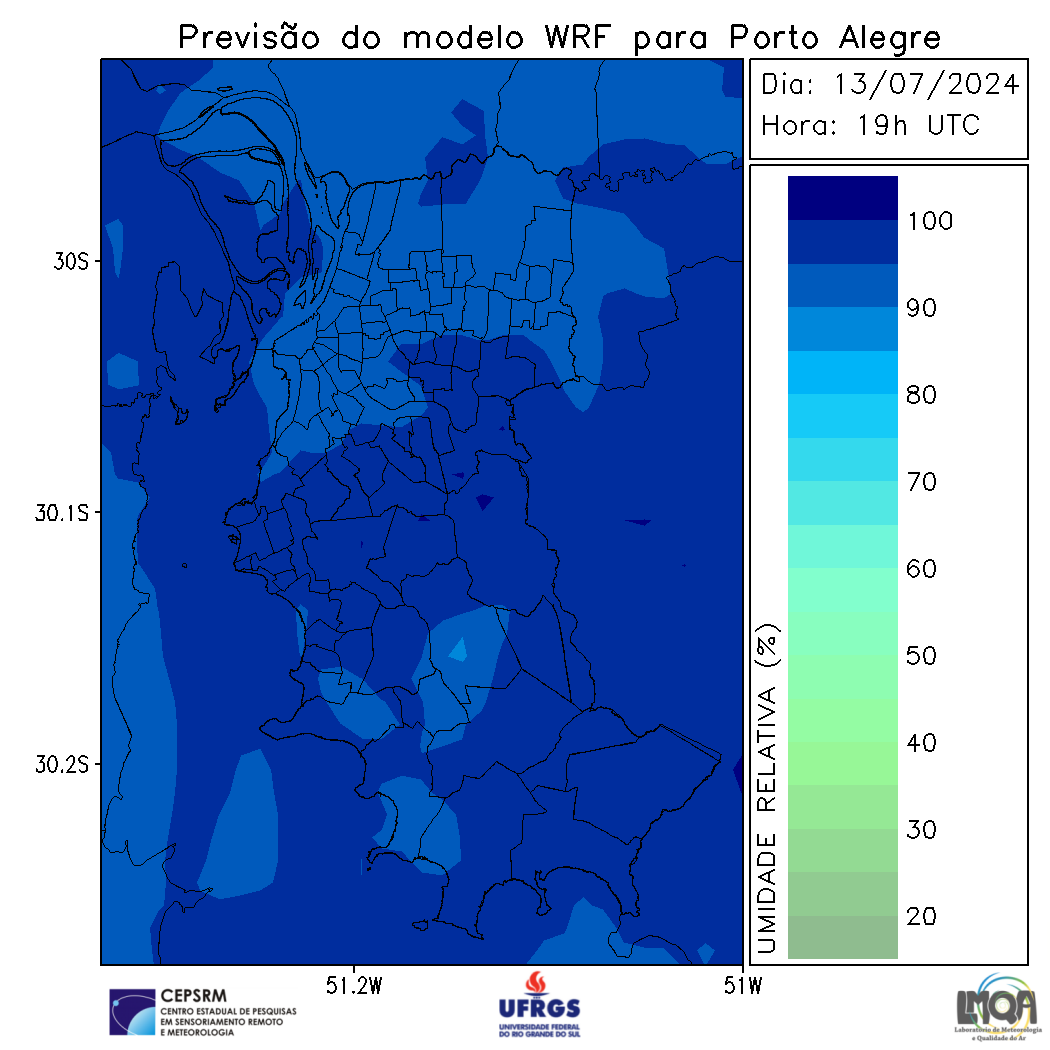 Previsão do modelo WRF para Porto Alegre
Dia: 13/07/2024
Hora: 19h UTC
100
90
80
70
60
50
40
30
20
UMIDADE RELATIVA (%)
30S
30.1S
30.2S
51.2W
51W
CEPSRM
CENTRO ESTADUAL DE PESQUISAS
EM SENSORIAMENTO REMOTO
E METEOROLOGIA
UFRGS
UNIVERSIDADE FEDERAL
DO RIO GRANDE DO SUL
LMQA
Laboratório de Meteorologia
e Qualidade do Ar